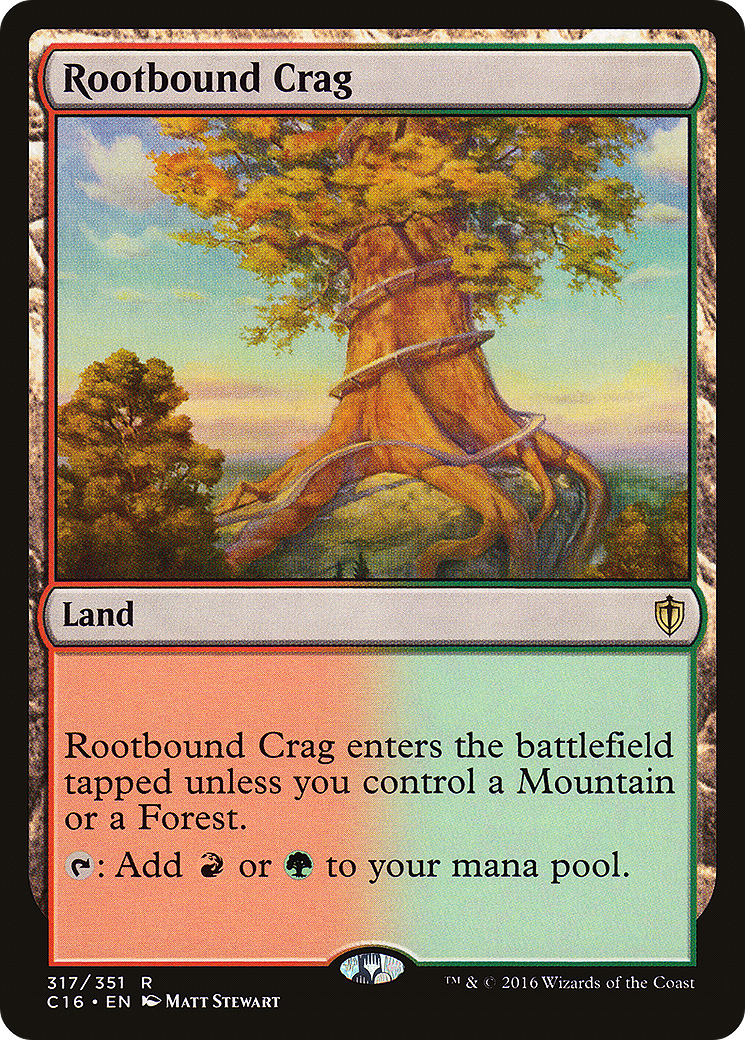 Rootbound Crag
Land
Rootbound Crag enters the battlefield
tapped unless you control a Mountain
or a Forest.
: Add or to your mana pool.
317/351 R
C16 • EN Matt Stewart
™ & © 2016 Wizards of the Coast